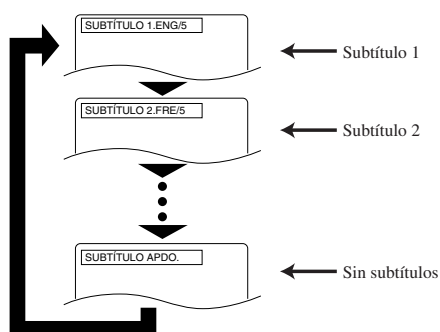 SUBTÍTULO 1.ENG/5
Subtítulo 1
SUBTÍTULO 2.FRE/5
Subtítulo 2
SUBTÍTULO APDO.
Sin subtítulos